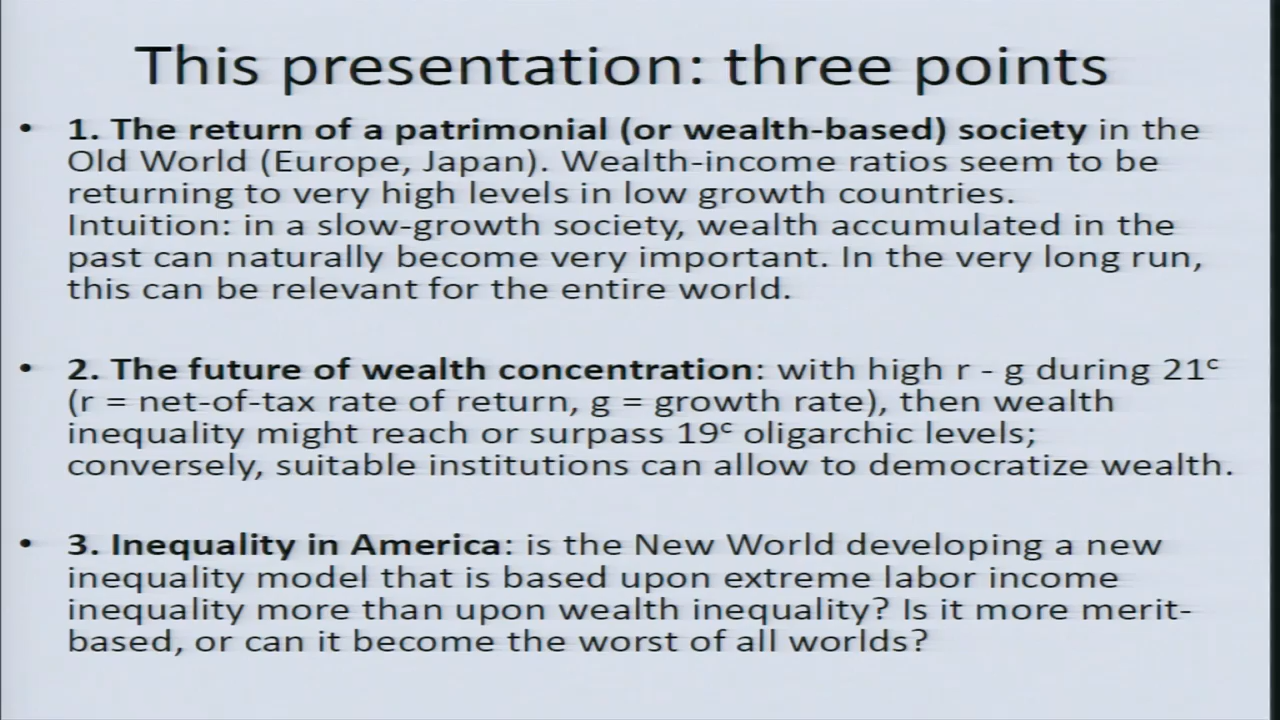 This presentation: three points
• 1. The return of a patrimonial (or wealth-based) society in the
Old World (Europe, Japan). Wealth-income ratios seem to be
returning to very high levels in low growth countries.
Intuition: in a slow-growth society, wealth accumulated in the
past can naturally become very important. In the very long run,
this can be relevant for the entire world.
• 2. The future of wealth concentration: with high r - g during 21ᶜ
(r = net-of-tax rate of return, g = growth rate), then wealth
inequality might reach or surpass 19ᶜ oligarchic levels;
conversely, suitable institutions can allow to democratize wealth.
• 3. Inequality in America: is the New World developing a new
inequality model that is based upon extreme labor income
inequality more than upon wealth inequality? Is it more merit-
based, or can it become the worst of all worlds?